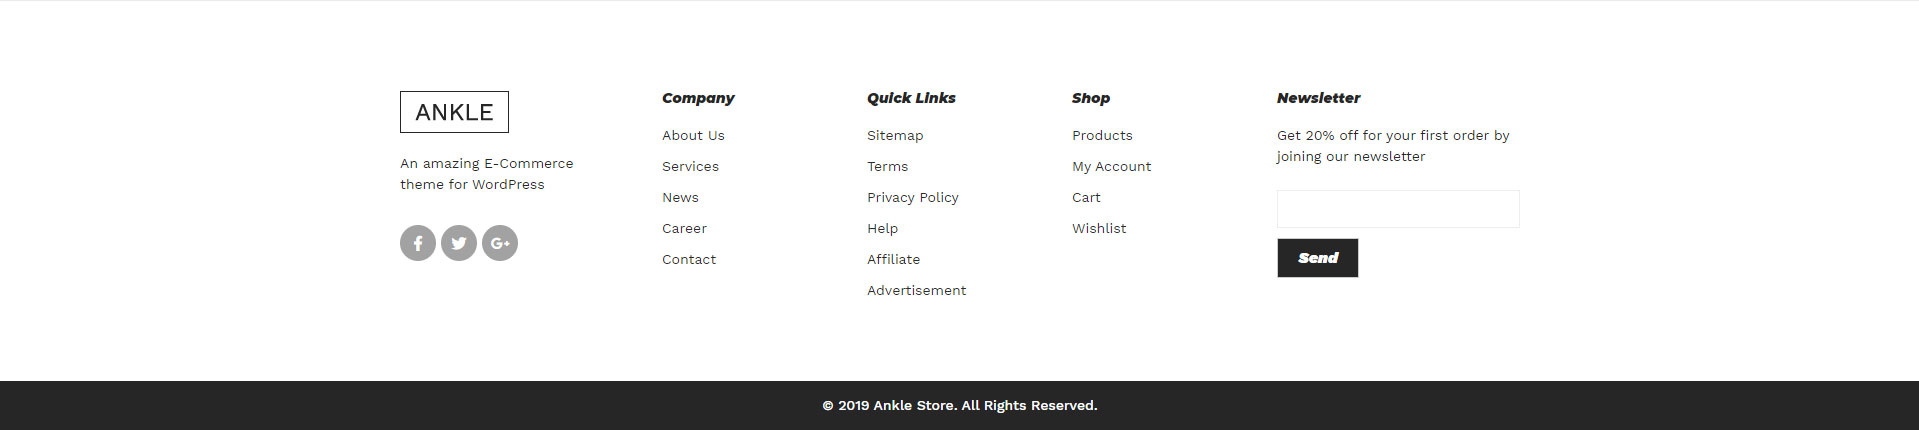 ANKLE
An amazing E-Commerce
theme for WordPress
Company
About Us
Services
News
Career
Contact
Quick Links
Sitemap
Terms
Privacy Policy
Help
Affiliate
Advertisement
Shop
Products
My Account
Cart
Wishlist
Newsletter
Get 20% off for your first order by
joining our newsletter
Send
© 2019 Ankle Store. All Rights Reserved.